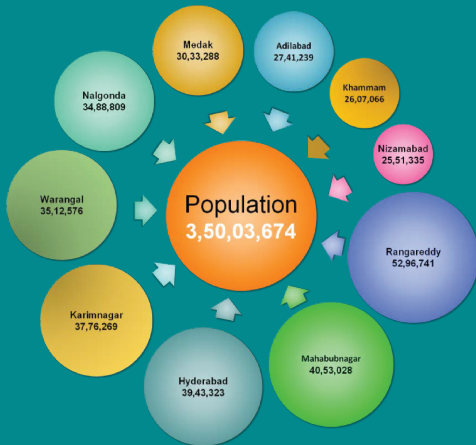 Medak
30,33,288
Adilabad
27,41,239
Khammam
26,07,066
Nizamabad
25,51,335
Rangareddy
52,96,741
Mahabubnagar
40,53,028
Hyderabad
39,43,323
Karimnagar
37,76,269
Warangal
35,12,576
Nalgonda
34,88,809
Population
3,50,03,674